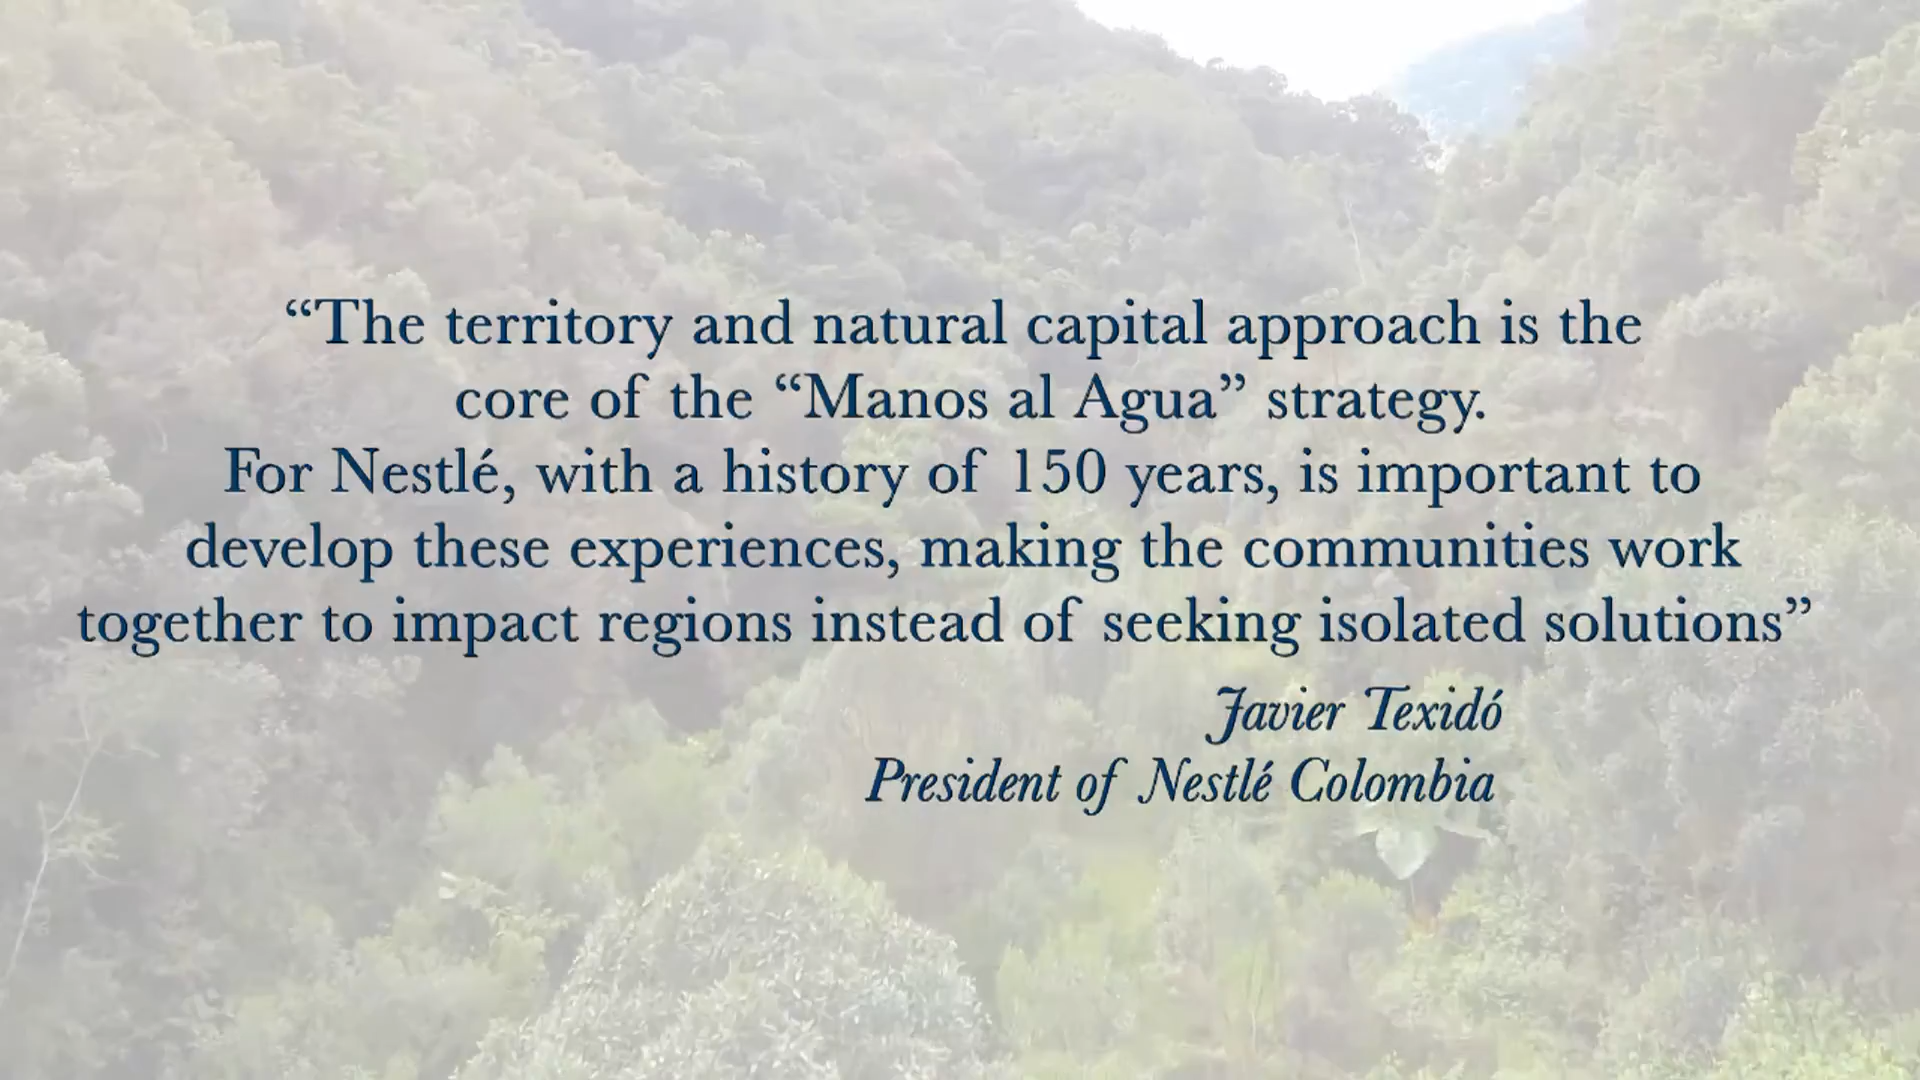 “The territory and natural capital approach is the
core of the “Manos al Agua” strategy.
For Nestlé, with a history of 150 years, is important to
develop these experiences, making the communities work
together to impact regions instead of seeking isolated solutions”
Javier Texidó
President of Nestlé Colombia